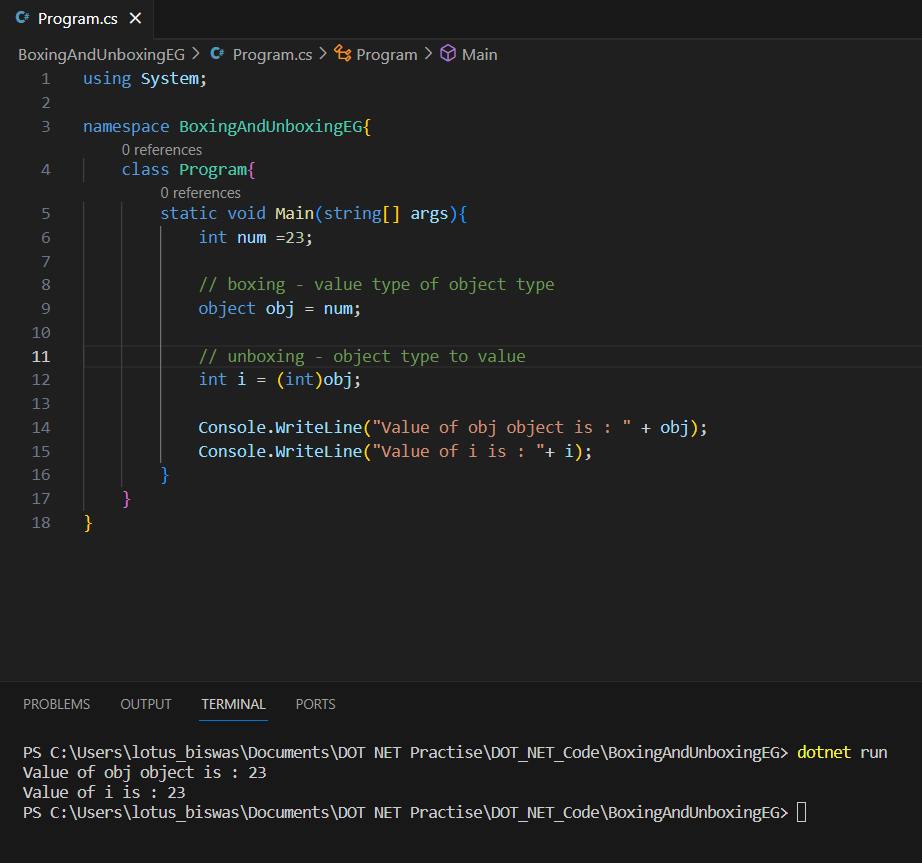 Program.cs
BoxingAndUnboxingEG > Program.cs > Program > Main
1 using System;
2
3 namespace BoxingAndUnboxingEG{
0 references
4 class Program{
0 references
5 static void Main(string[] args){
6 int num =23;
7
8 // boxing - value type of object type
9 object obj = num;
10
11 // unboxing - object type to value
12 int i = (int)obj;
13
14 Console.WriteLine("Value of obj object is : " + obj);
15 Console.WriteLine("Value of i is : "+ i);
16 }
17 }
18 }
PROBLEMS OUTPUT TERMINAL PORTS
PS C:\Users\lotus_biswas\Documents\DOT NET Practise\DOT_NET_Code\BoxingAndUnboxingEG> dotnet run
Value of obj object is : 23
Value of i is : 23
PS C:\Users\lotus_biswas\Documents\DOT NET Practise\DOT_NET_Code\BoxingAndUnboxingEG>